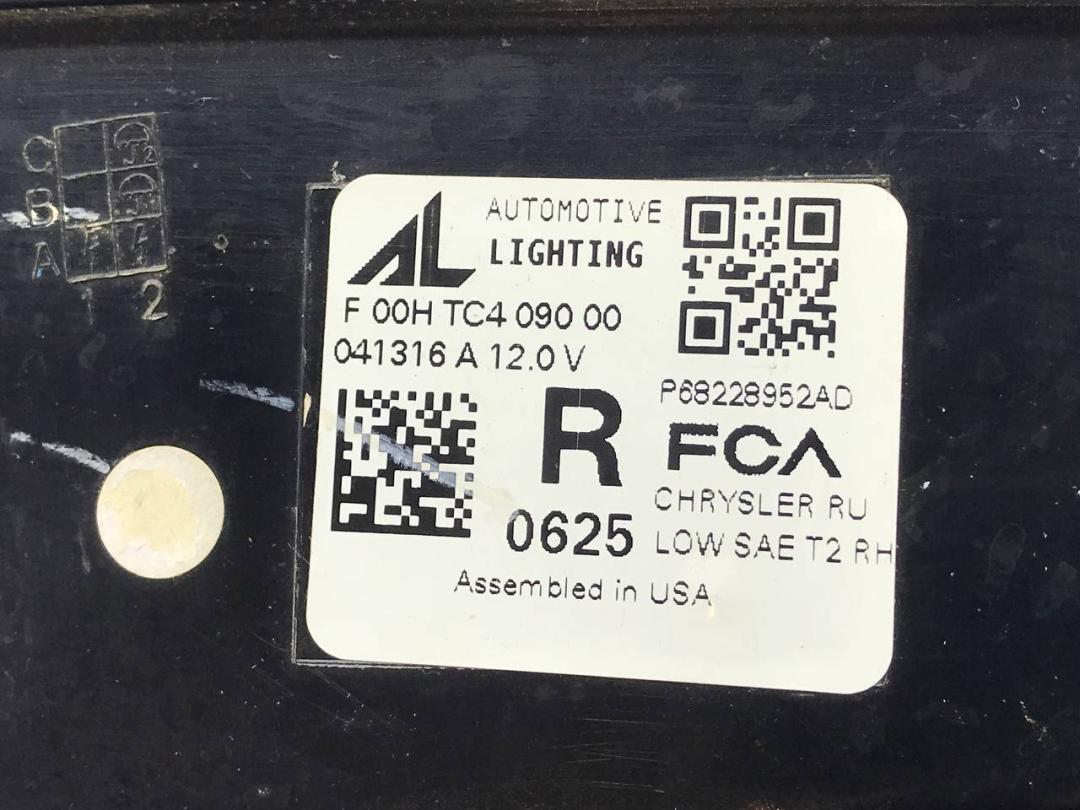 C
B
A
1 2
AL AUTOMOTIVE
LIGHTING
F 00H TC4 090 00
041316 A 12.0 V
P68228952AD
R
FCA
CHRYSLER RU
0625
LOW SAE T2 RH
Assembled in USA